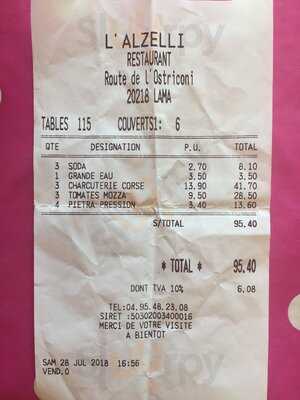 L'ALZELLI
RESTAURANT
Route de L'Ostriconi
20218 LAMA
TABLES 115 COUVERTS1: 6
QTE DESIGNATION P.U. TOTAL
3 SODA 2.70 8.10
1 GRANDE EAU 3.50 3.50
3 CHARCUTERIE CORSE 13.90 41.70
3 TOMATES MOZZA 9.50 28.50
4 PIETRA PRESSION 3.40 13.60
S/TOTAL 95.40
* TOTAL * 95.40
DONT TVA 10% 6.08
TEL:04.95.48.23.08
SIRET :50302003400016
MERCI DE VOTRE VISITE
A BIENTOT
SAM 28 JUL 2018 16:56
VEND.0